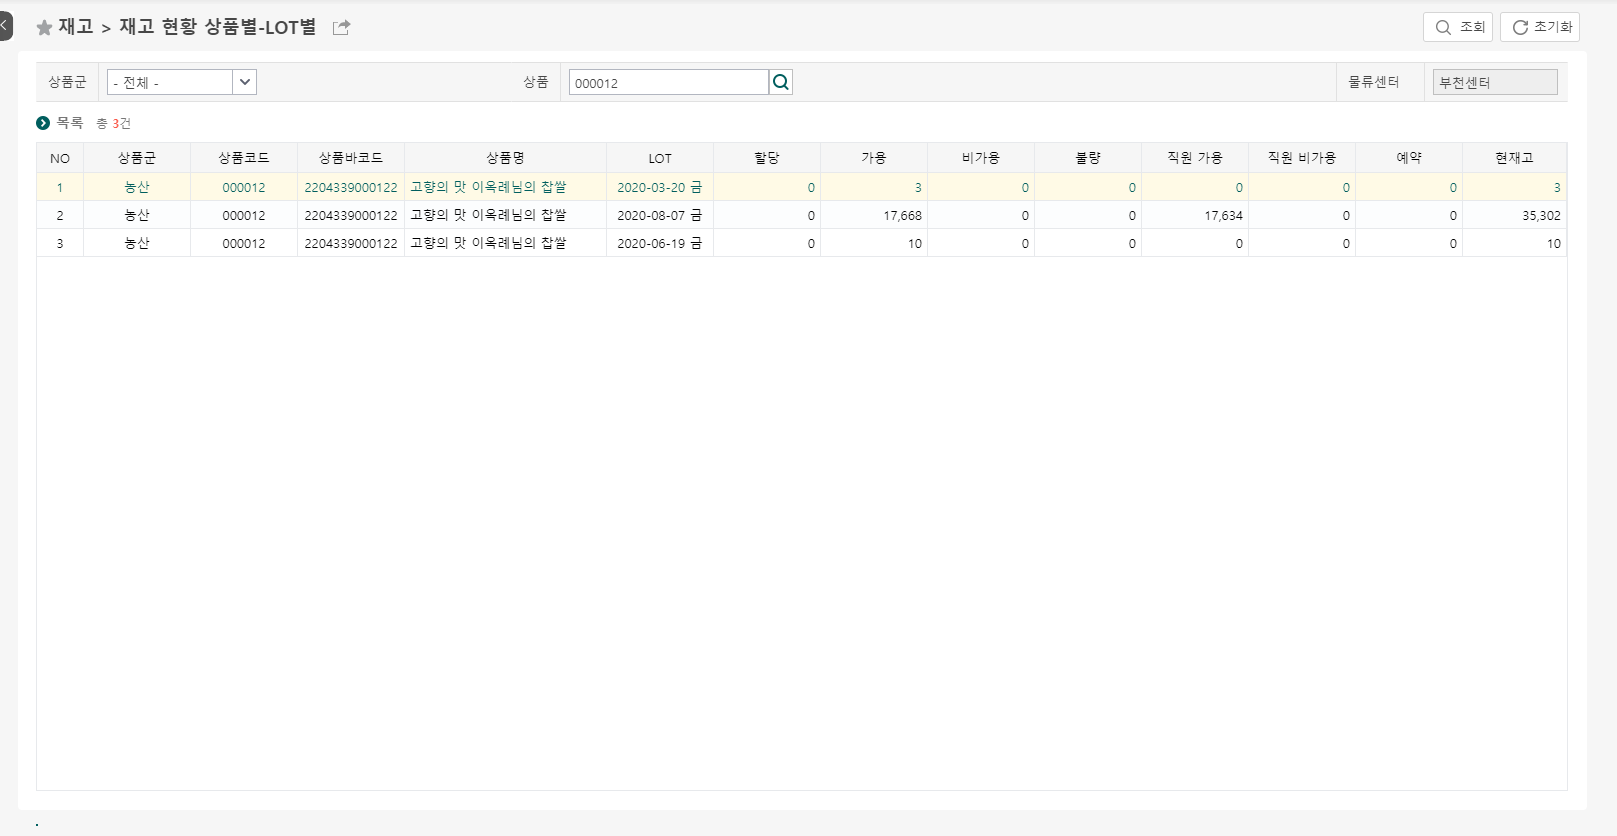 재고 > 재고 현황 상품별-LOT별
조회 초기화
상품군 - 전체 - 상품 000012 물류센터 부천센터
목록 총 3건
NO 상품군 상품코드 상품바코드 상품명 LOT 할당 가용 비가용 불량 직원 가용 직원 비가용 예약 현재고
1 농산 000012 2204339000122 고향의 맛 이옥례님의 찹쌀 2020-03-20 금 0 3 0 0 0 0 0 3
2 농산 000012 2204339000122 고향의 맛 이옥례님의 찹쌀 2020-08-07 금 0 17,668 0 0 17,634 0 0 35,302
3 농산 000012 2204339000122 고향의 맛 이옥례님의 찹쌀 2020-06-19 금 0 10 0 0 0 0 0 10